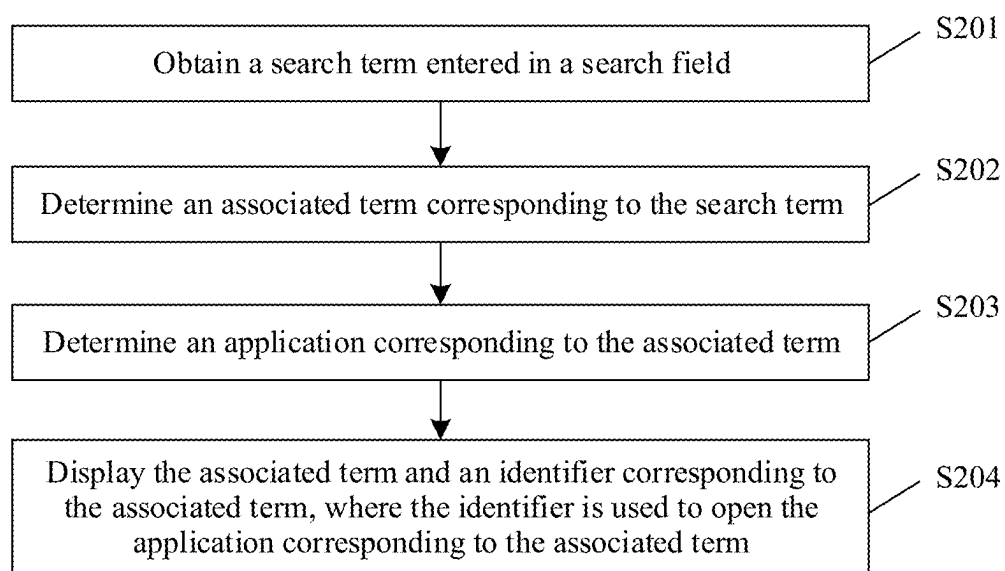 S201
Obtain a search term entered in a search field
S202
Determine an associated term corresponding to the search term
S203
Determine an application corresponding to the associated term
S204
Display the associated term and an identifier corresponding to
the associated term, where the identifier is used to open the
application corresponding to the associated term